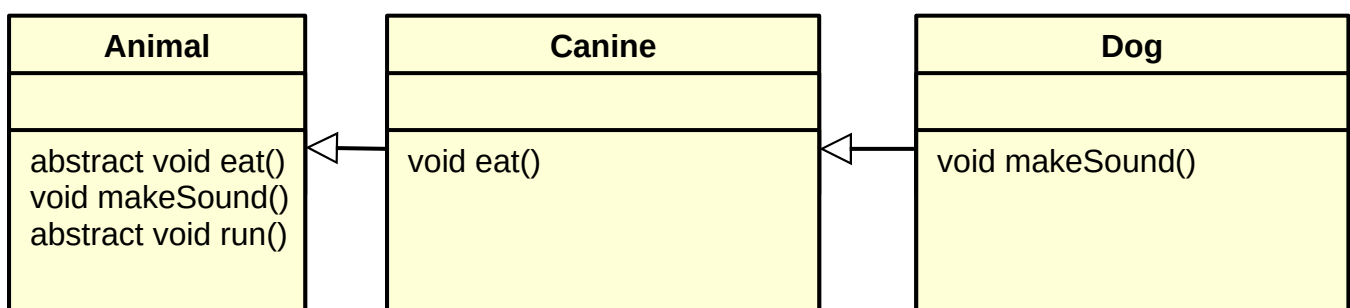 Animal
abstract void eat()
void makeSound()
abstract void run()
Canine
void eat()
Dog
void makeSound()